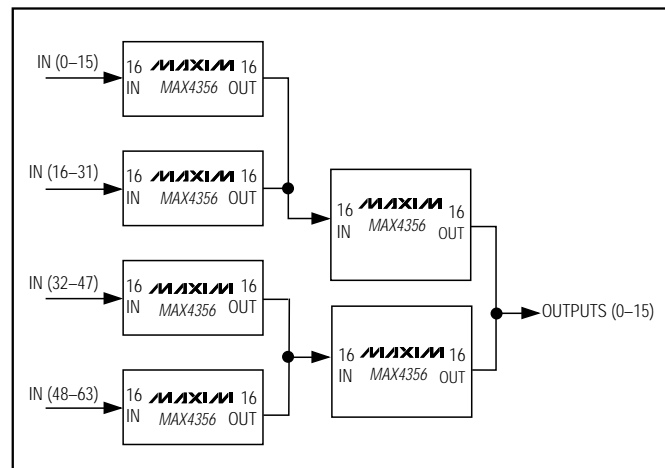 IN (0–15)
16 MAXIM 16
IN MAX4356 OUT
IN (16–31)
16 MAXIM 16
IN MAX4356 OUT
16 MAXIM 16
IN MAX4356 OUT
IN (32–47)
16 MAXIM 16
IN MAX4356 OUT
OUTPUTS (0–15)
16 MAXIM 16
IN MAX4356 OUT
IN (48–63)
16 MAXIM 16
IN MAX4356 OUT